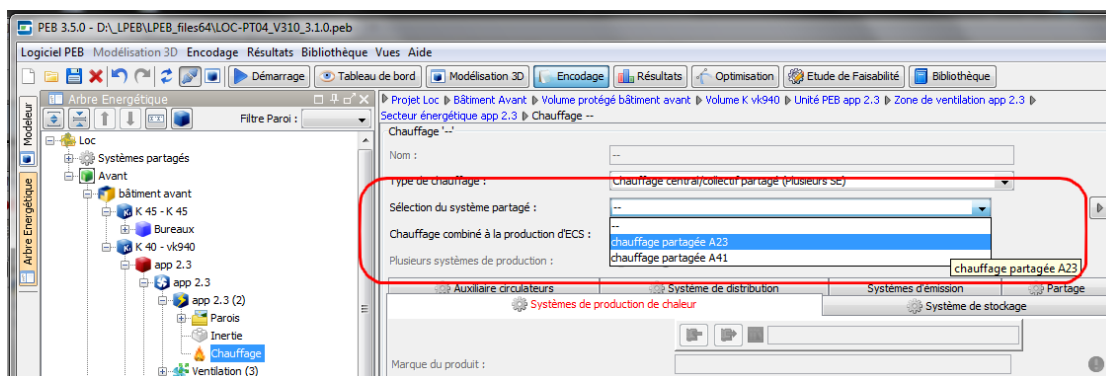 PEB 3.5.0 - D:\_LPEB\LPEB_files64\LOC-PT04_V310_3.1.0.peb
Logiciel PEB Modélisation 3D Encodage Résultats Bibliothèque Vues Aide
Démarrage Tableau de bord Modélisation 3D Encodage Résultats Optimisation Etude de Faisabilité Bibliothèque
Modeleur
Arbre Energétique
Arbre Energétique
Filtre Paroi :
Loc
Systèmes partagés
Avant
bâtiment avant
K 45 - K 45
Bureaux
K 40 - vk940
app 2.3
app 2.3
app 2.3 (2)
Parois
Inertie
Chauffage
Ventilation (3)
Projet Loc Bâtiment Avant Volume protégé bâtiment avant Volume K vk940 Unité PEB app 2.3 Zone de ventilation app 2.3
Secteur énergétique app 2.3 Chauffage --
Chauffage '--'
Nom : --
Type de chauffage : Chauffage central/collectif partagé (Plusieurs SE)
Sélection du système partagé : --
--
Chauffage combiné à la production d'ECS : chauffage partagée A23
chauffage partagée A41
Plusieurs systèmes de production :
chauffage partagée A23
Auxiliaire circulateurs Système de distribution Systèmes d'émission Partage
Systèmes de production de chaleur Système de stockage
Marque du produit :